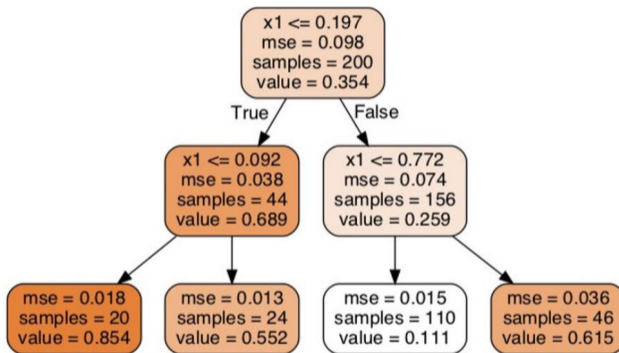 x1 <= 0.197
mse = 0.098
samples = 200
value = 0.354
True
False
x1 <= 0.092
mse = 0.038
samples = 44
value = 0.689
x1 <= 0.772
mse = 0.074
samples = 156
value = 0.259
mse = 0.018
samples = 20
value = 0.854
mse = 0.013
samples = 24
value = 0.552
mse = 0.015
samples = 110
value = 0.111
mse = 0.036
samples = 46
value = 0.615